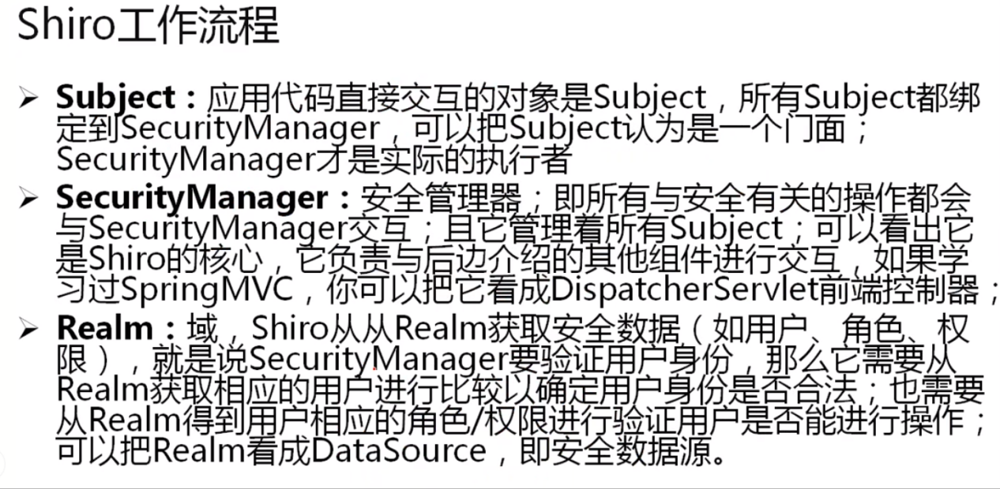 Shiro工作流程
Subject：应用代码直接交互的对象是Subject，所有Subject都绑
定到SecurityManager，可以把Subject认为是一个门面；
SecurityManager才是实际的执行者
SecurityManager：安全管理器；即所有与安全有关的操作都会
与SecurityManager交互；且它管理着所有Subject；可以看出它
是Shiro的核心，它负责与后边介绍的其他组件进行交互，如果学
习过SpringMVC，你可以把它看成DispatcherServlet前端控制器；
Realm：域，Shiro从从Realm获取安全数据（如用户、角色、权
限），就是说SecurityManager要验证用户身份，那么它需要从
Realm获取相应的用户进行比较以确定用户身份是否合法；也需要
从Realm得到用户相应的角色/权限进行验证用户是否能进行操作；
可以把Realm看成DataSource，即安全数据源。